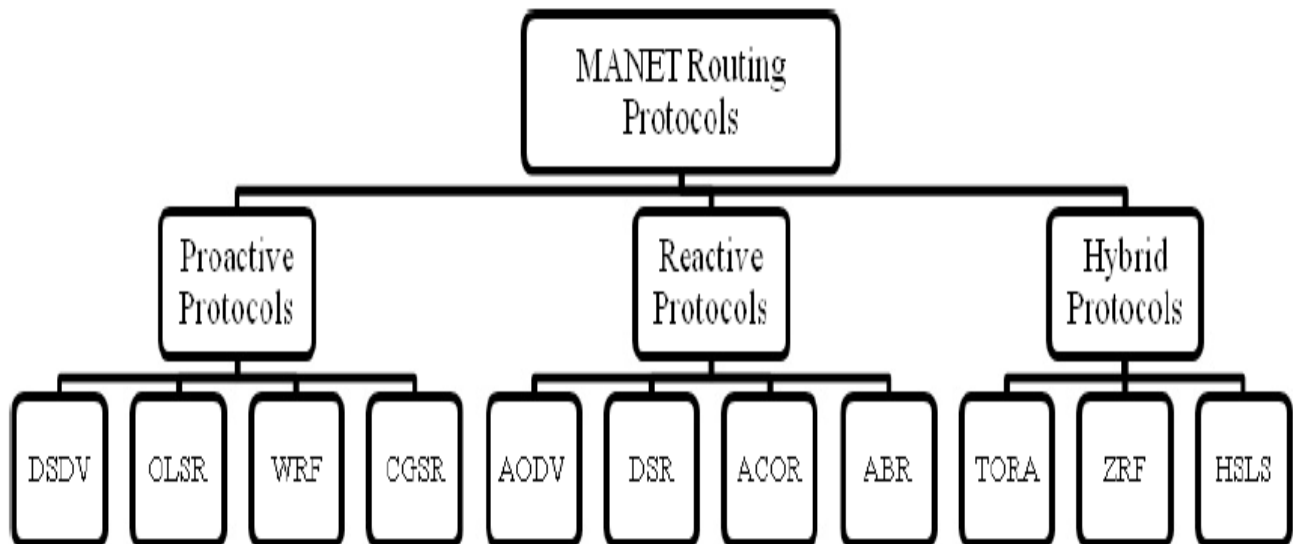 MANET Routing
Protocols
Proactive
Protocols
Reactive
Protocols
Hybrid
Protocols
DSDV
OLSR
WRF
CGSR
AODV
DSR
ACOR
ABR
TORA
ZRF
HSLS